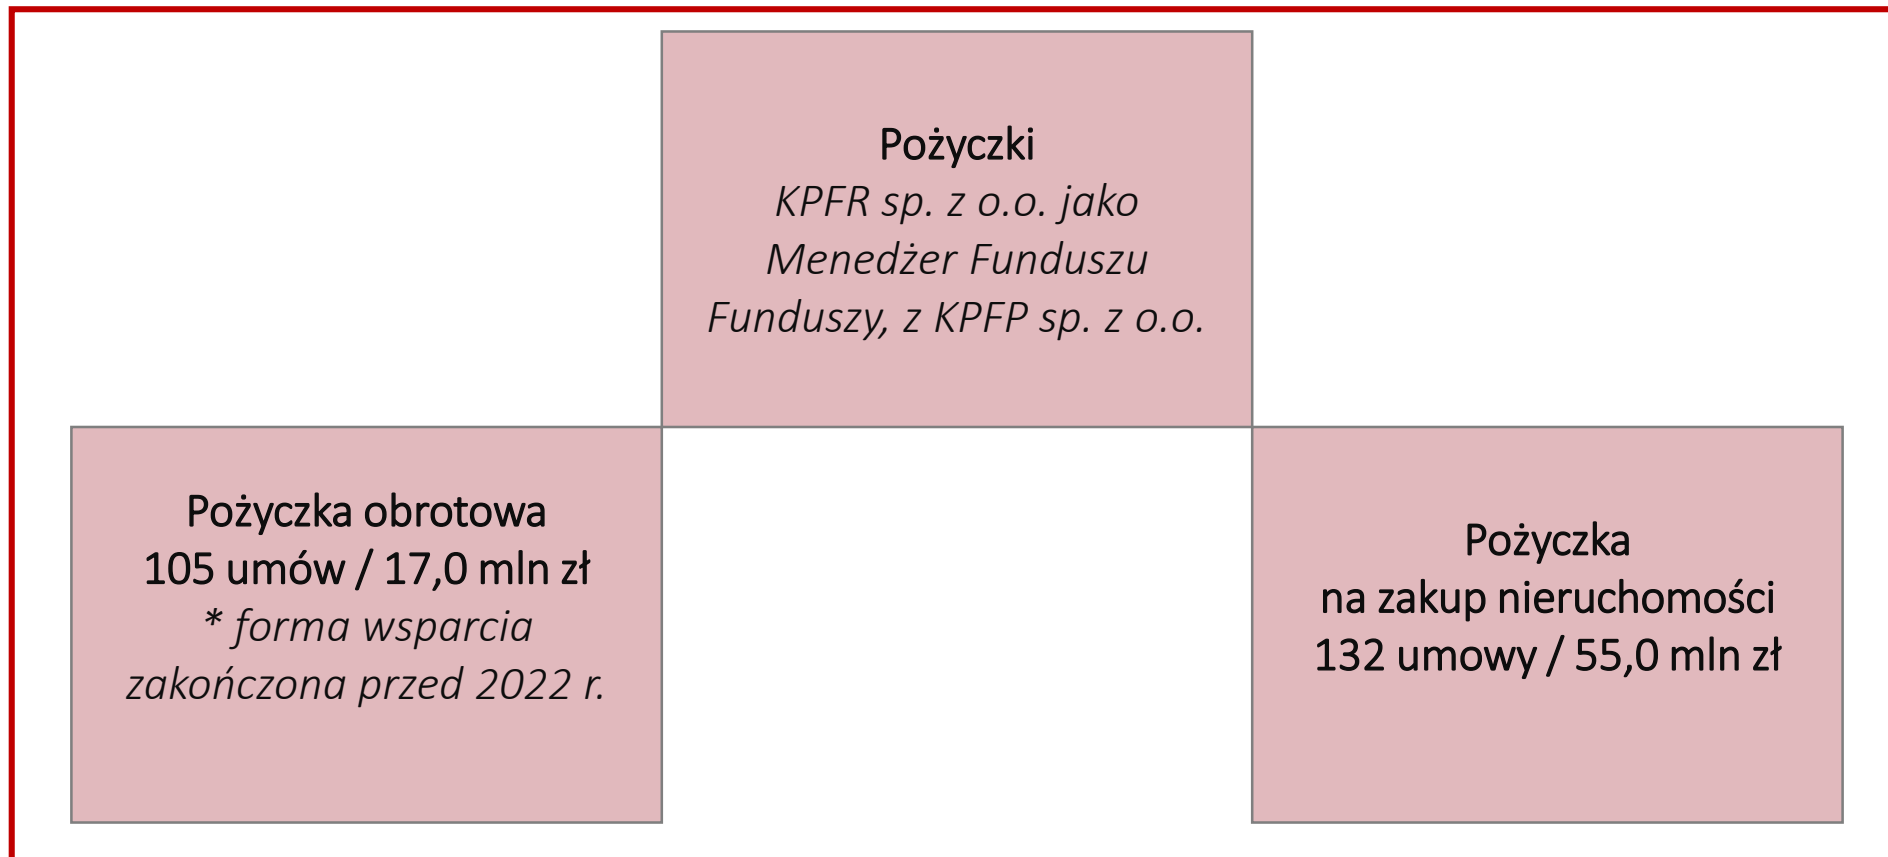 Pożyczki
KPFR sp. z o.o. jako
Menedżer Funduszu
Funduszy, z KPFP sp. z o.o.
Pożyczka obrotowa
105 umów / 17,0 mln zł
* forma wsparcia
zakończona przed 2022 r.
Pożyczka
na zakup nieruchomości
132 umowy / 55,0 mln zł